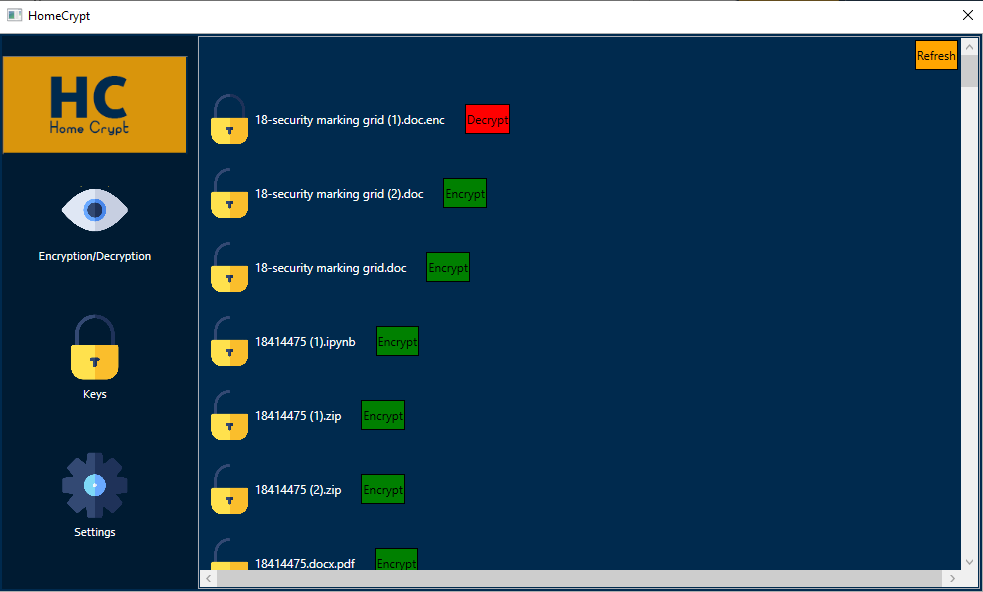 HomeCrypt
HC
Home Crypt
Encryption/Decryption
Keys
Settings
Refresh
18-security marking grid (1).doc.enc Decrypt
18-security marking grid (2).doc Encrypt
18-security marking grid.doc Encrypt
18414475 (1).ipynb Encrypt
18414475 (1).zip Encrypt
18414475 (2).zip Encrypt
18414475.docx.pdf Encrypt